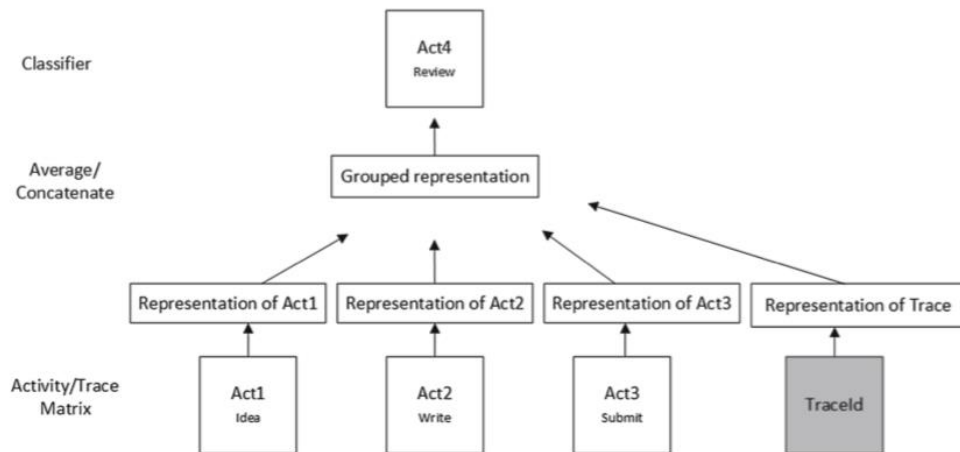 Classifier
Act4
Review
Average/
Concatenate
Grouped representation
Representation of Act1
Representation of Act2
Representation of Act3
Representation of Trace
Activity/Trace
Matrix
Act1
Idea
Act2
Write
Act3
Submit
TraceId